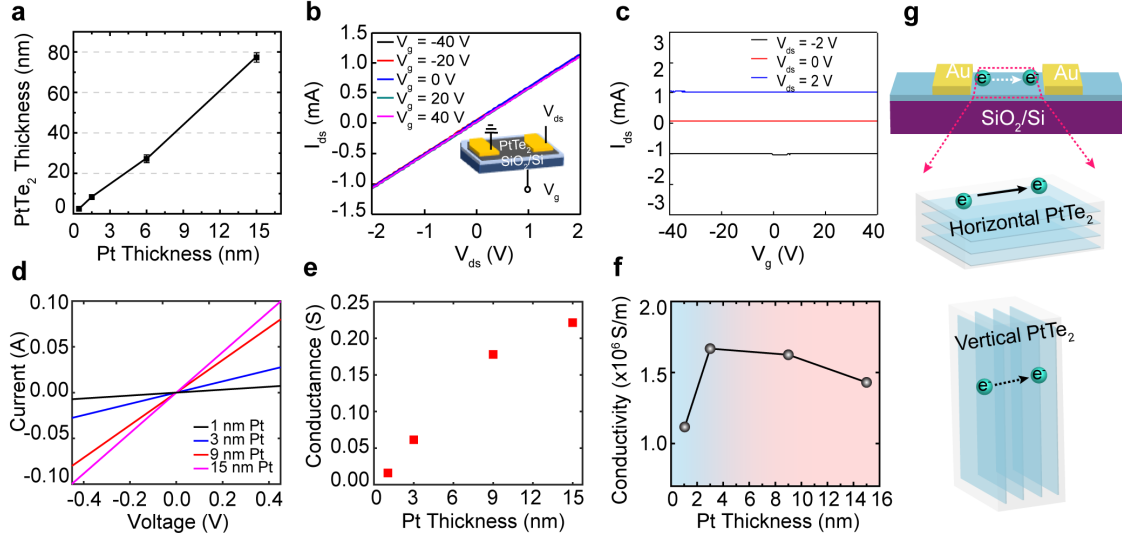 a
PtTe2 Thickness (nm)
80
60
40
20
0
0
3
6
9
12
15
Pt Thickness (nm)
b
Ids (mA)
1.5
1.0
0.5
0.0
-0.5
-1.0
-1.5
Vg = -40 V
Vg = -20 V
Vg = 0 V
Vg = 20 V
Vg = 40 V
Vds
PtTe2
SiO2/Si
Vg
-2
-1
0
1
2
Vds (V)
c
Ids (mA)
3
2
1
0
-1
-2
-3
Vds = -2 V
Vds = 0 V
Vds = 2 V
-40
-20
0
20
40
Vg (V)
g
Au
e-
e-
Au
SiO2/Si
e-
e-
Horizontal PtTe2
Vertical PtTe2
e-
e-
d
Current (A)
0.10
0.05
0.00
-0.05
-0.10
1 nm Pt
3 nm Pt
9 nm Pt
15 nm Pt
-0.4
-0.2
0.0
0.2
0.4
Voltage (V)
e
Conductance (S)
0.25
0.20
0.15
0.10
0.05
0.00
0
3
6
9
12
15
Pt Thickness (nm)
f
Conductivity (x10⁶ S/m)
2.0
1.5
1.0
0
2
4
6
8
10
12
14
16
Pt Thickness (nm)